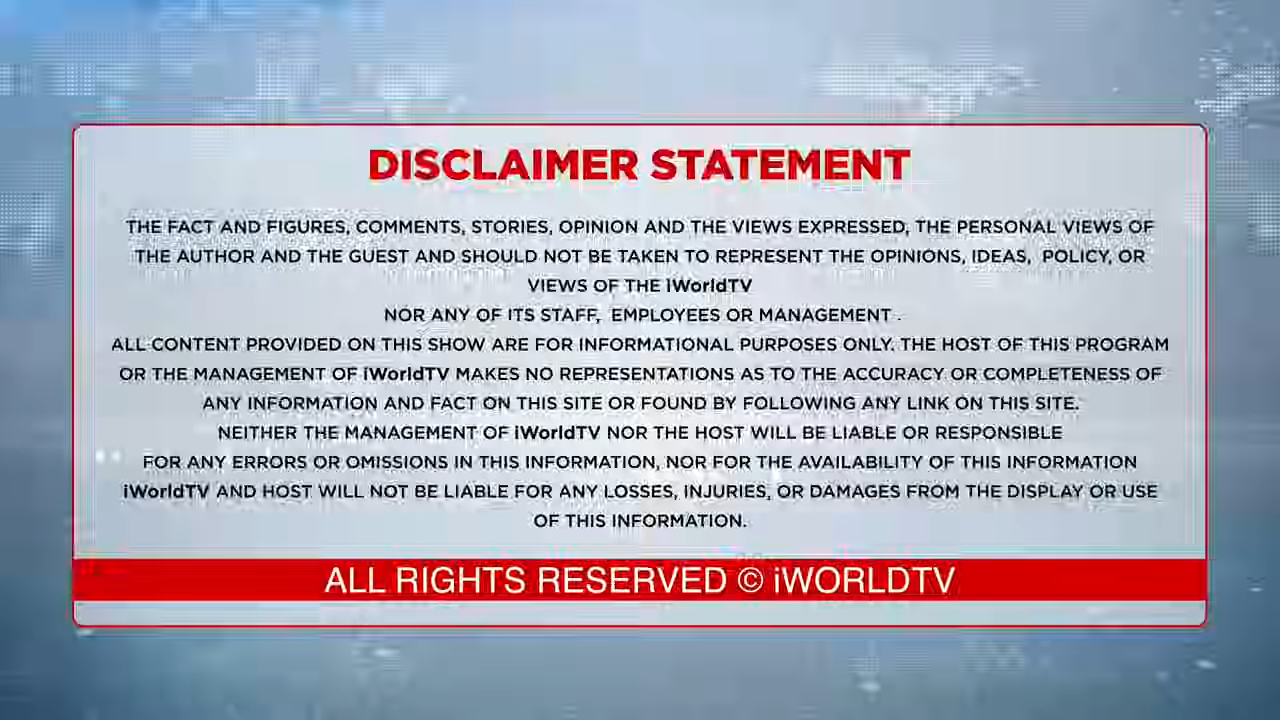 DISCLAIMER STATEMENT
THE FACT AND FIGURES, COMMENTS, STORIES, OPINION AND THE VIEWS EXPRESSED, THE PERSONAL VIEWS OF
THE AUTHOR AND THE GUEST AND SHOULD NOT BE TAKEN TO REPRESENT THE OPINIONS, IDEAS, POLICY, OR
VIEWS OF THE iWorldTV
NOR ANY OF ITS STAFF, EMPLOYEES OR MANAGEMENT .
ALL CONTENT PROVIDED ON THIS SHOW ARE FOR INFORMATIONAL PURPOSES ONLY. THE HOST OF THIS PROGRAM
OR THE MANAGEMENT OF iWorldTV MAKES NO REPRESENTATIONS AS TO THE ACCURACY OR COMPLETENESS OF
ANY INFORMATION AND FACT ON THIS SITE OR FOUND BY FOLLOWING ANY LINK ON THIS SITE.
NEITHER THE MANAGEMENT OF iWorldTV NOR THE HOST WILL BE LIABLE OR RESPONSIBLE
FOR ANY ERRORS OR OMISSIONS IN THIS INFORMATION, NOR FOR THE AVAILABILITY OF THIS INFORMATION
iWorldTV AND HOST WILL NOT BE LIABLE FOR ANY LOSSES, INJURIES, OR DAMAGES FROM THE DISPLAY OR USE
OF THIS INFORMATION.
ALL RIGHTS RESERVED © iWORLDTV